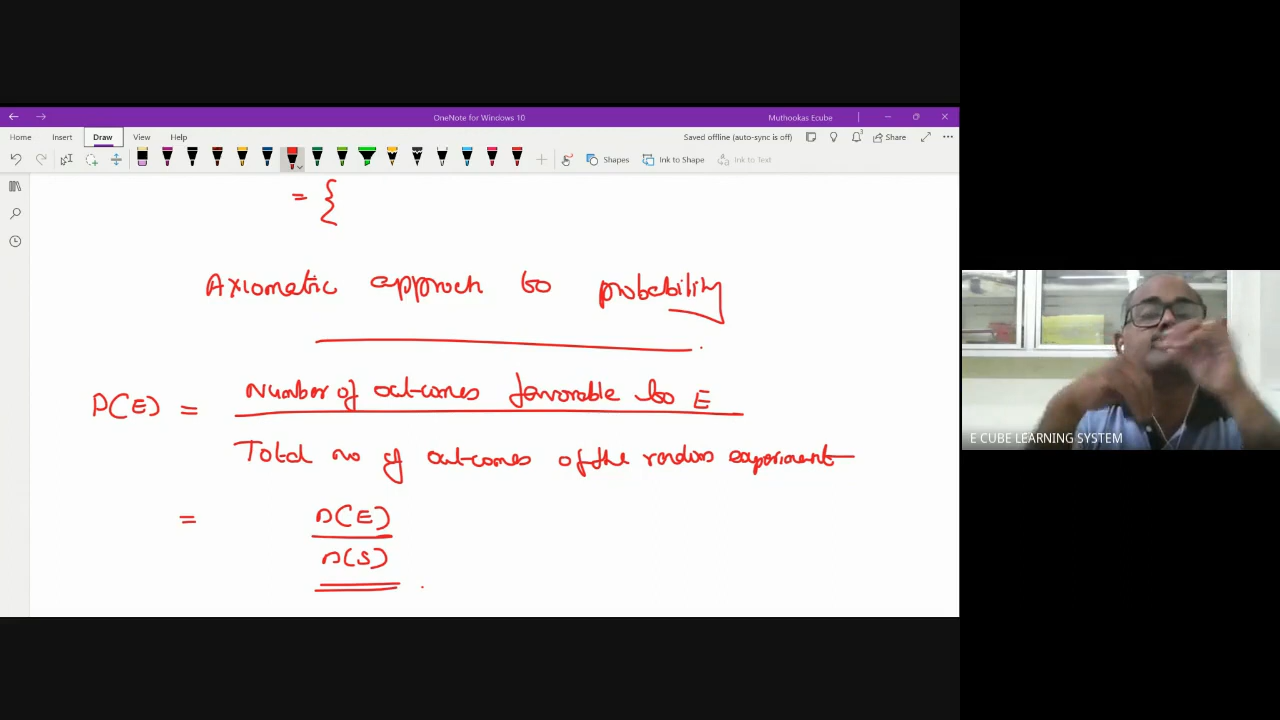 OneNote for Windows 10
Muthookas Ecube
Home Insert Draw View Help
Saved offline (auto-sync is off)
Share
Shapes
Ink to Shape
Ink to Text
= {
Axiomatic approach to probability
P(E) = Number of outcomes favorable to E
Total no of outcomes of the random experiment
= n(E)
n(S)
E CUBE LEARNING SYSTEM